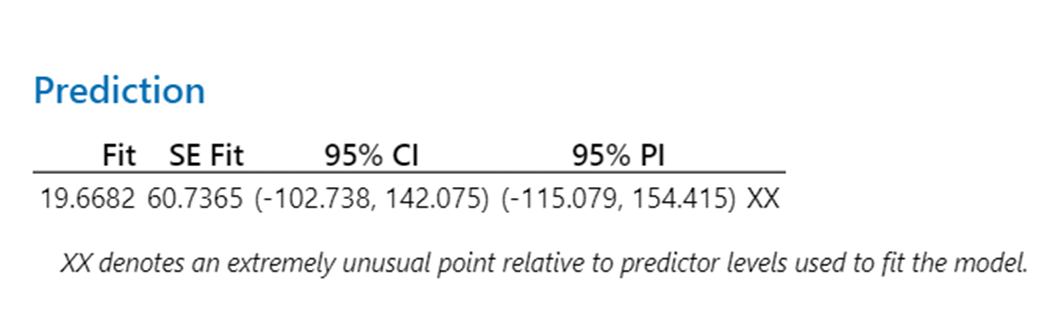 Prediction
Fit SE Fit 95% CI 95% PI
19.6682 60.7365 (-102.738, 142.075) (-115.079, 154.415) XX
XX denotes an extremely unusual point relative to predictor levels used to fit the model.